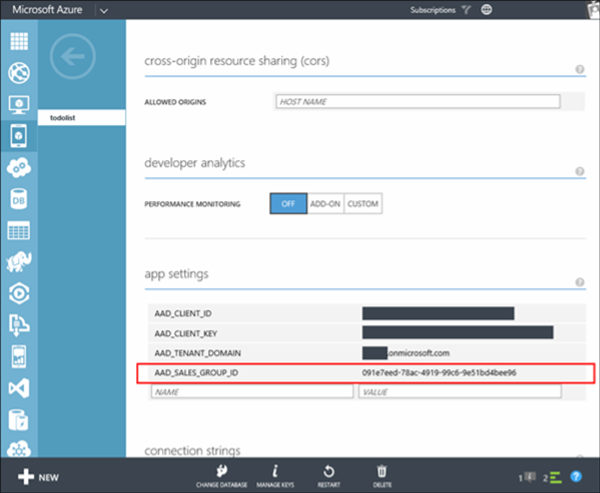 Microsoft Azure
Subscriptions
cross-origin resource sharing (cors)
?
ALLOWED ORIGINS
HOST NAME
todolist
developer analytics
?
PERFORMANCE MONITORING
OFF ADD-ON CUSTOM
app settings
?
AAD_CLIENT_ID
AAD_CLIENT_KEY
AAD_TENANT_DOMAIN .onmicrosoft.com
AAD_SALES_GROUP_ID 091e7eed-78ac-4919-99c6-9e51bd4bee96
NAME VALUE
connection strings
DB
+ NEW
CHANGE DATABASE MANAGE KEYS RESTART DELETE
1 2 ?